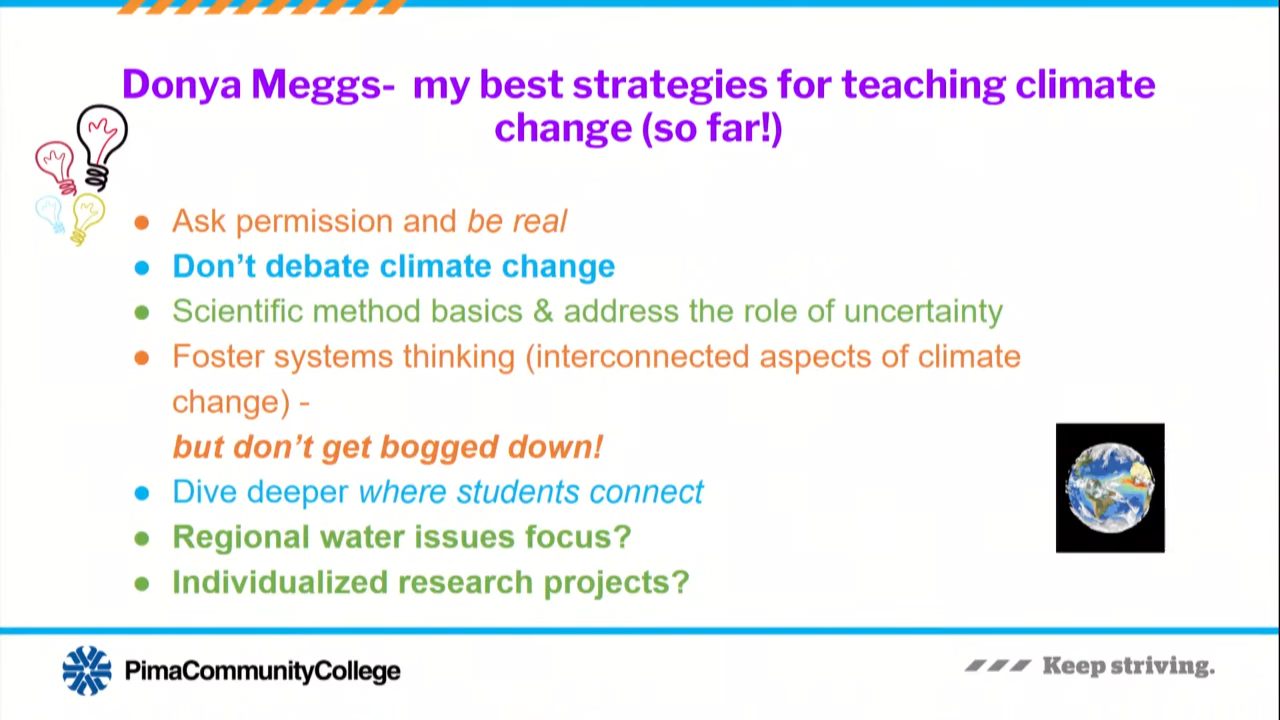 Donya Meggs-  my best strategies for teaching climate
change (so far!)
● Ask permission and be real
● Don’t debate climate change
● Scientific method basics & address the role of uncertainty
● Foster systems thinking (interconnected aspects of climate
change) -
but don’t get bogged down!
● Dive deeper where students connect
● Regional water issues focus?
● Individualized research projects?
PimaCommunityCollege
Keep striving.